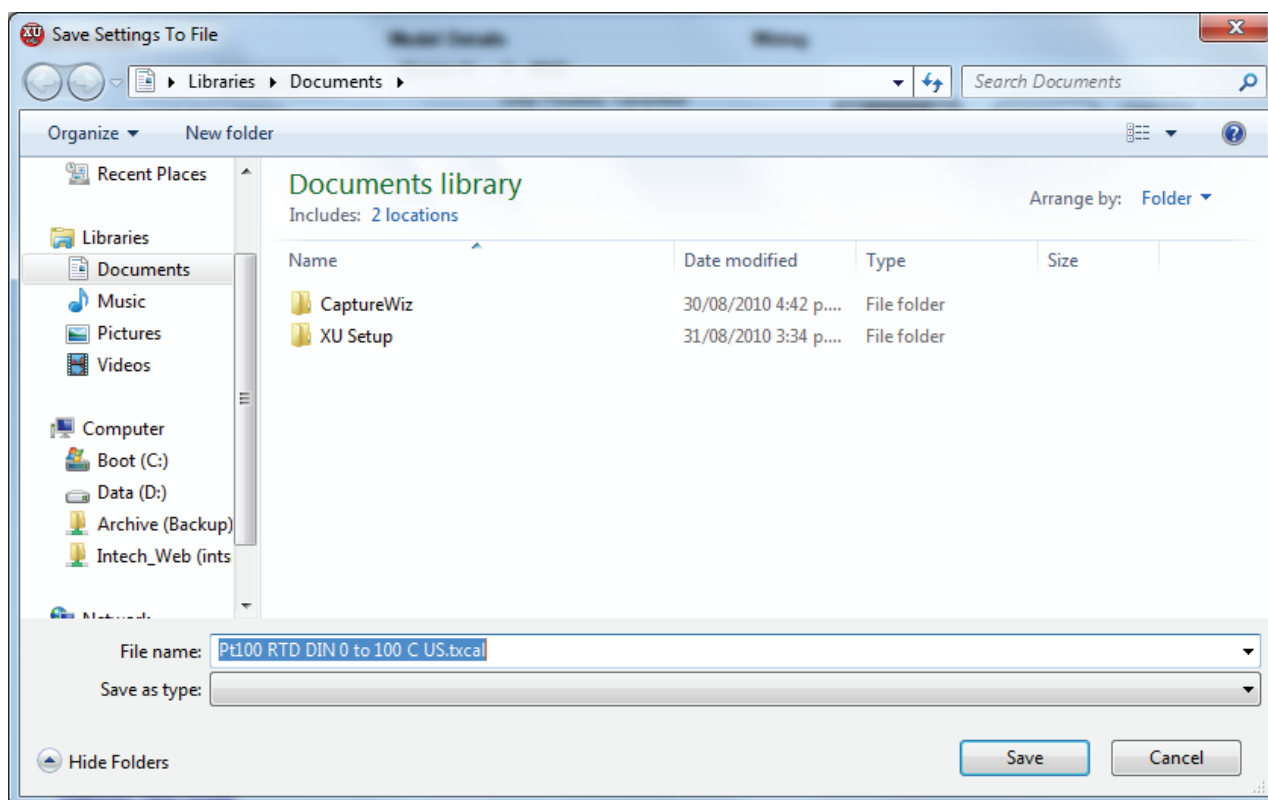 XU Save Settings To File
Libraries Documents
Search Documents
Organize New folder
Recent Places
Libraries
Documents
Music
Pictures
Videos
Computer
Boot (C:)
Data (D:)
Archive (Backup)
Intech_Web (ints
Documents library
Includes: 2 locations
Arrange by: Folder
Name Date modified Type Size
CaptureWiz 30/08/2010 4:42 p.... File folder
XU Setup 31/08/2010 3:34 p.... File folder
File name: Pt100 RTD DIN 0 to 100 C US.txcal
Save as type:
Hide Folders
Save Cancel